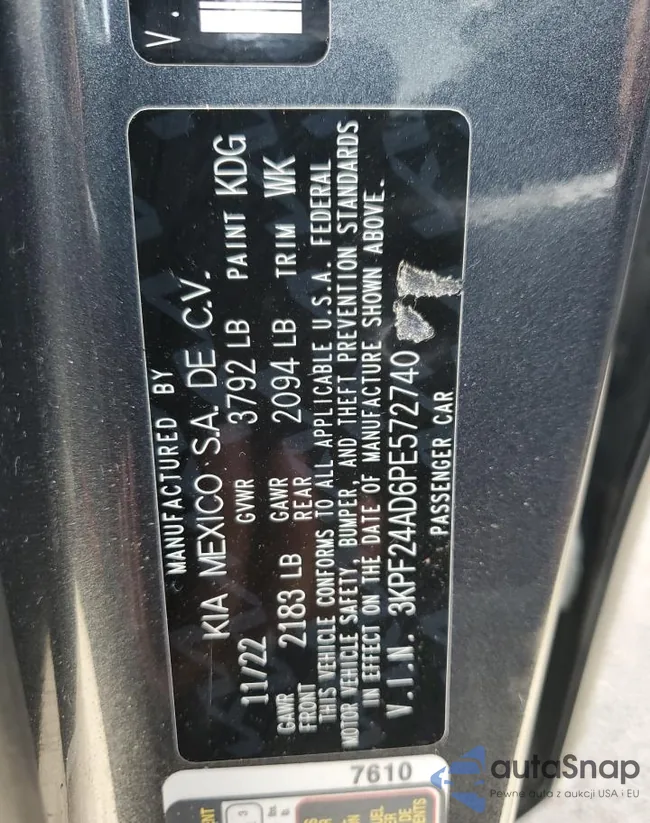 V.
MANUFACTURED BY
KIA MEXICO S.A. DE C.V.
11/22 GVWR 3792 LB PAINT KDG
GAWR FRONT 2183 LB GAWR REAR 2094 LB TRIM WK
THIS VEHICLE CONFORMS TO ALL APPLICABLE U.S.A. FEDERAL
MOTOR VEHICLE SAFETY, BUMPER, AND THEFT PREVENTION STANDARDS
IN EFFECT ON THE DATE OF MANUFACTURE SHOWN ABOVE.
V.I.N. 3KPF24AD6PE572740
PASSENGER CAR
7610
autaSnap
Pewne auta z aukcji USA i EU